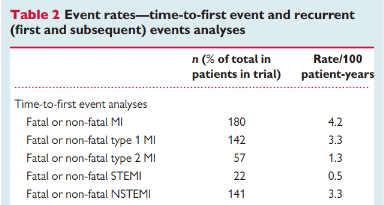 Table 2 Event rates—time-to-first event and recurrent
(first and subsequent) events analyses
n (% of total in Rate/100
patients in trial) patient-years
Time-to-first event analyses
Fatal or non-fatal MI 180 4.2
Fatal or non-fatal type 1 MI 142 3.3
Fatal or non-fatal type 2 MI 57 1.3
Fatal or non-fatal STEMI 22 0.5
Fatal or non-fatal NSTEMI 141 3.3